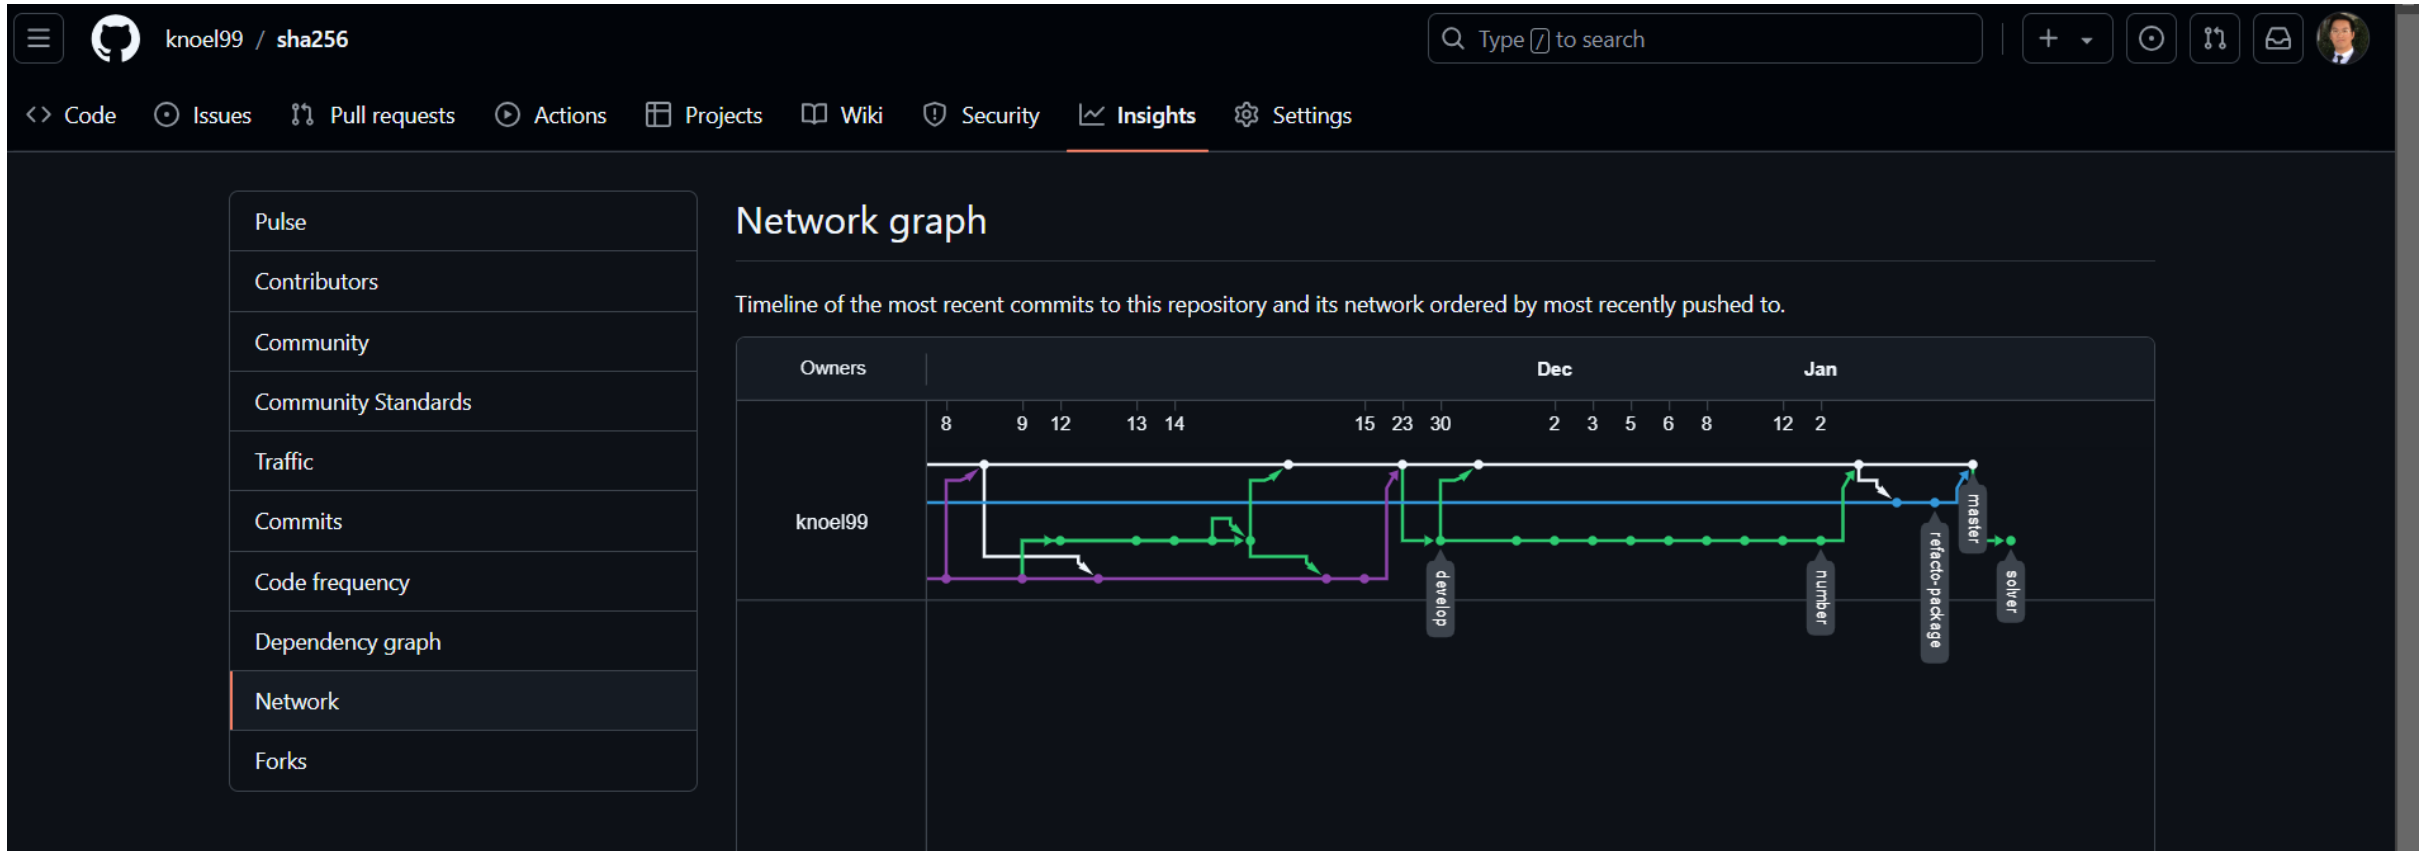 knoel99 / sha256
Type / to search
Code Issues Pull requests Actions Projects Wiki Security Insights Settings
Pulse
Contributors
Community
Community Standards
Traffic
Commits
Code frequency
Dependency graph
Network
Forks
Network graph
Timeline of the most recent commits to this repository and its network ordered by most recently pushed to.
Owners Dec Jan
8 9 12 13 14 15 23 30 2 3 5 6 8 12 2
knoel99
develop
number
refacto-package
master
solver